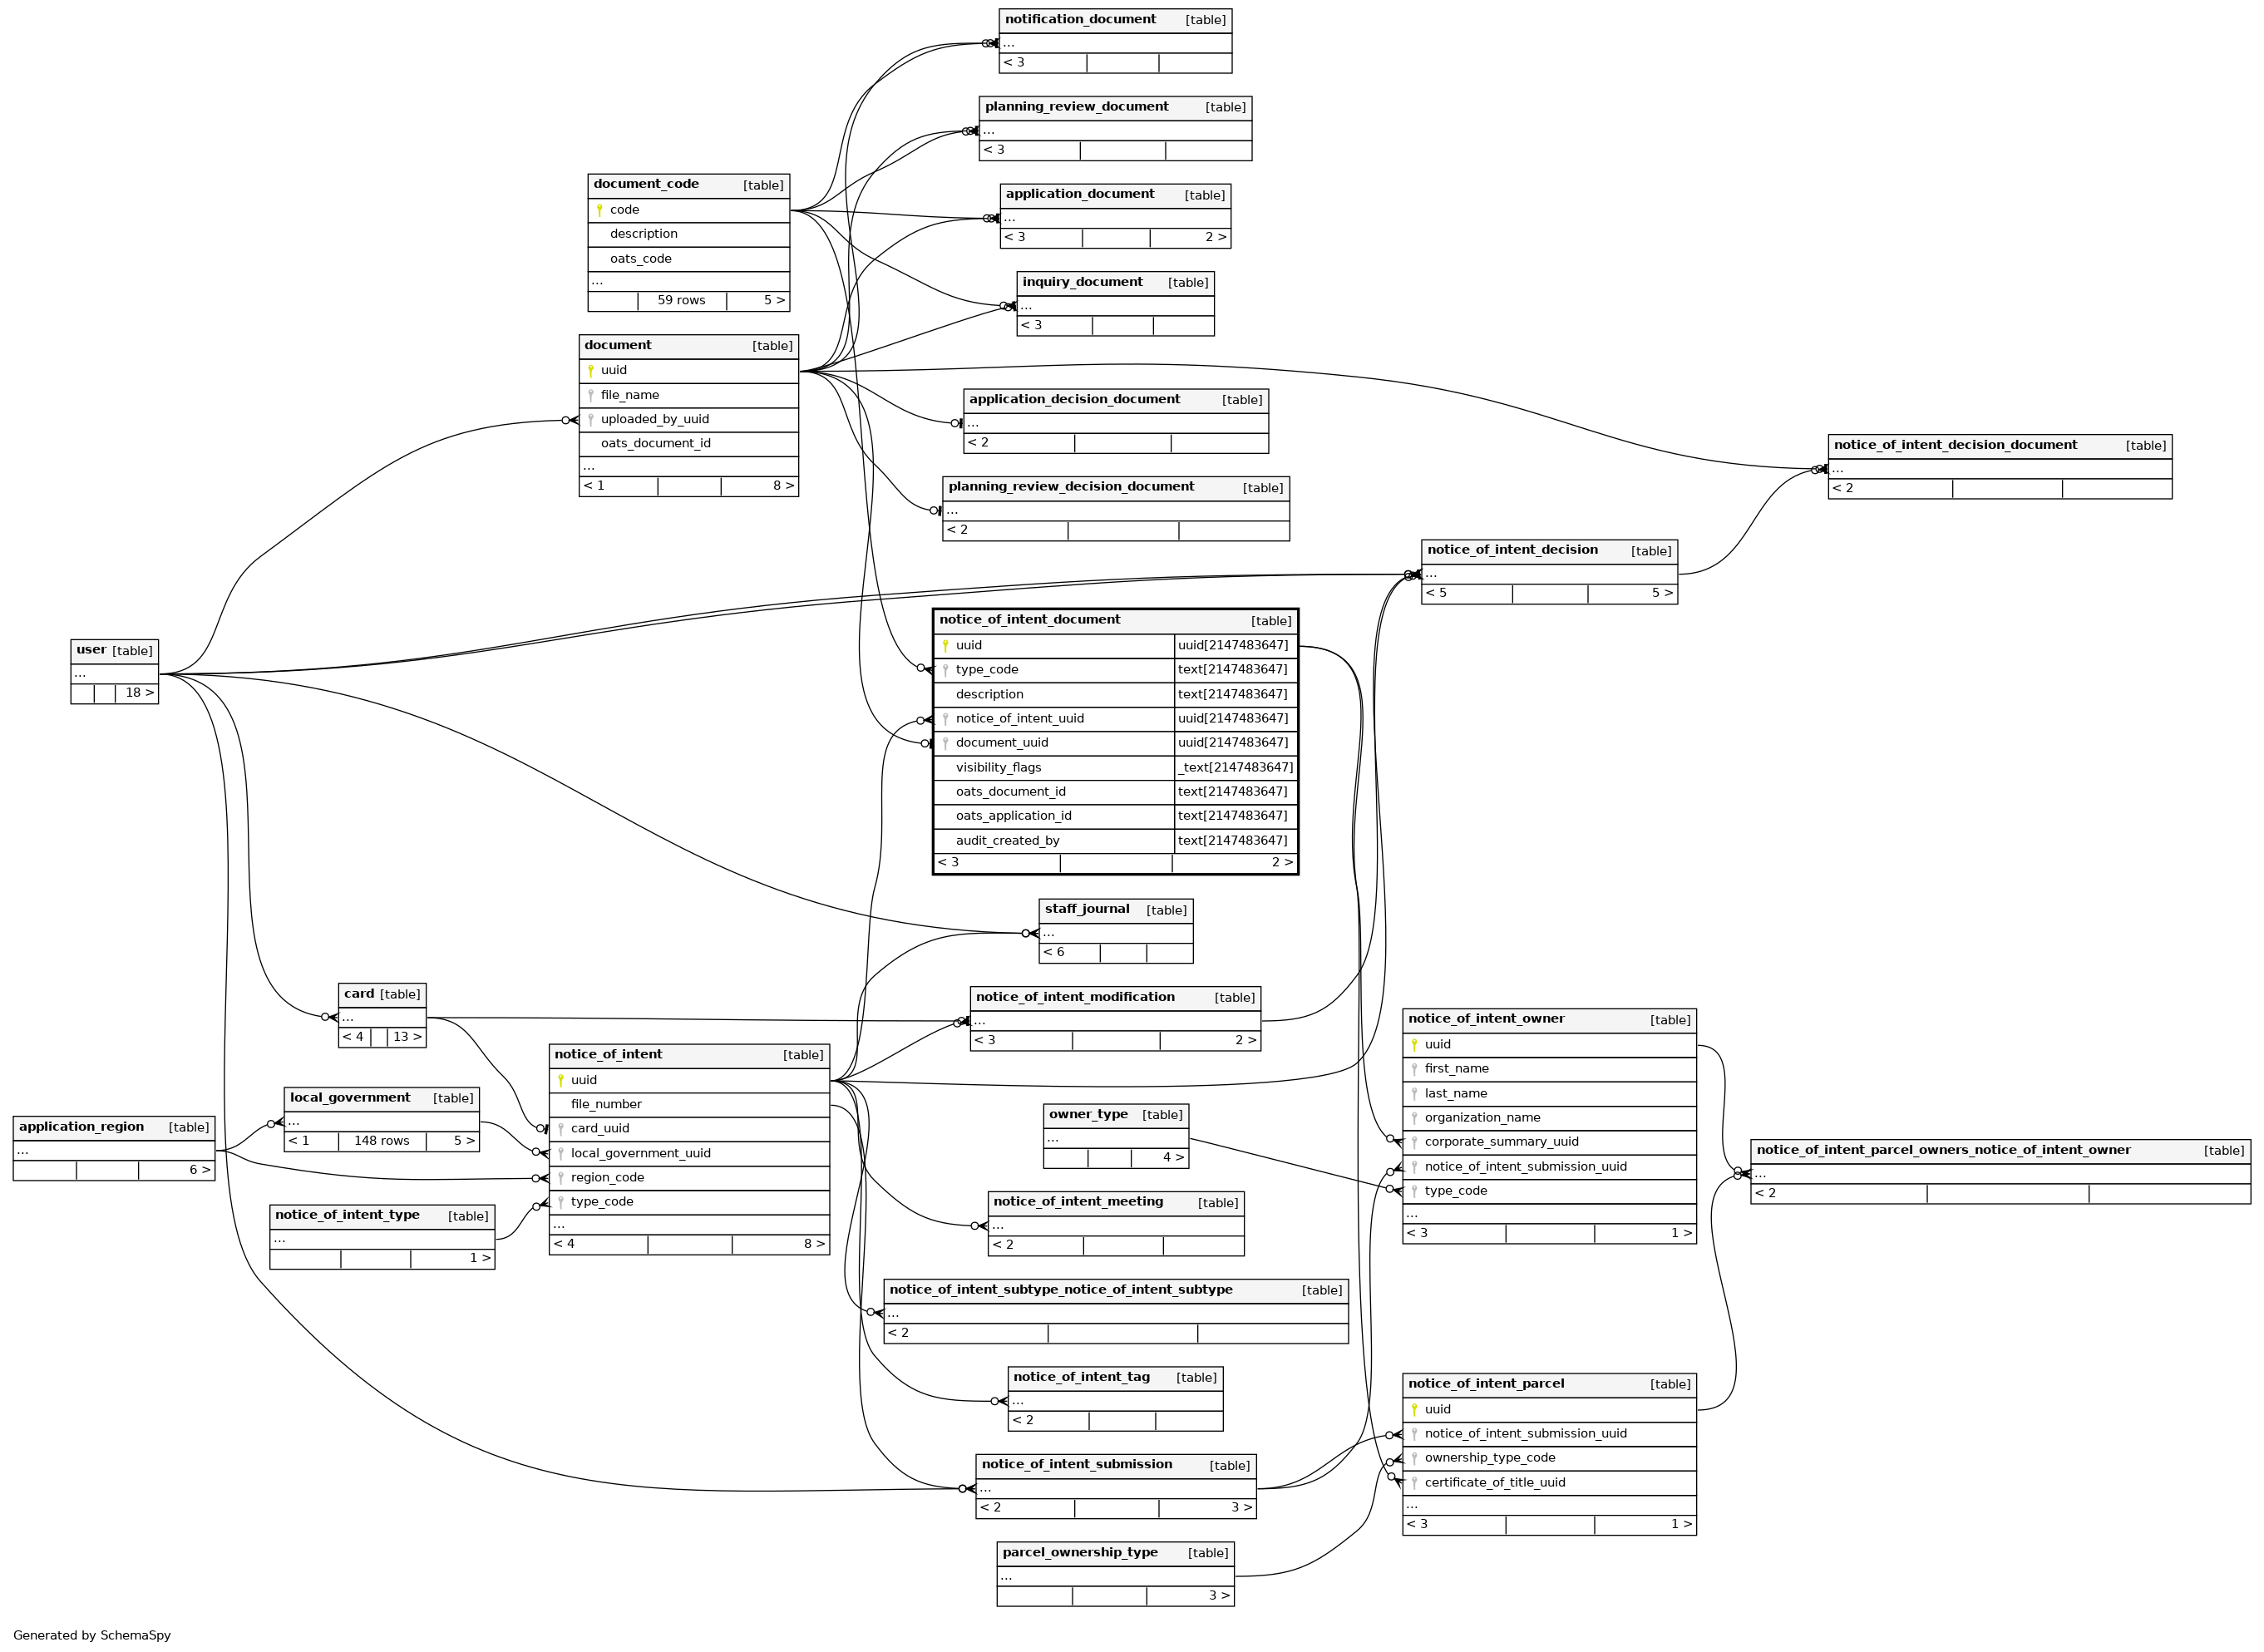 notification_document [table]
...
< 3
planning_review_document [table]
...
< 3
document_code [table]
code
description
oats_code
...
59 rows 5 >
application_document [table]
...
< 3 2 >
inquiry_document [table]
...
< 3
document [table]
uuid
file_name
uploaded_by_uuid
oats_document_id
...
< 1 8 >
application_decision_document [table]
...
< 2
notice_of_intent_decision_document [table]
...
< 2
planning_review_decision_document [table]
...
< 2
notice_of_intent_decision [table]
...
< 5 5 >
user [table]
...
18 >
notice_of_intent_document [table]
uuid uuid[2147483647]
type_code text[2147483647]
description text[2147483647]
notice_of_intent_uuid uuid[2147483647]
document_uuid uuid[2147483647]
visibility_flags _text[2147483647]
oats_document_id text[2147483647]
oats_application_id text[2147483647]
audit_created_by text[2147483647]
< 3 2 >
staff_journal [table]
...
< 6
card [table]
...
< 4 13 >
notice_of_intent_modification [table]
...
< 3 2 >
notice_of_intent_owner [table]
uuid
first_name
last_name
organization_name
corporate_summary_uuid
notice_of_intent_submission_uuid
type_code
...
< 3 1 >
notice_of_intent [table]
uuid
file_number
card_uuid
local_government_uuid
region_code
type_code
...
< 4 8 >
local_government [table]
...
< 1 148 rows 5 >
application_region [table]
...
6 >
owner_type [table]
...
4 >
notice_of_intent_parcel_owners_notice_of_intent_owner [table]
...
< 2
notice_of_intent_type [table]
...
1 >
notice_of_intent_meeting [table]
...
< 2
notice_of_intent_subtype_notice_of_intent_subtype [table]
...
< 2
notice_of_intent_tag [table]
...
< 2
notice_of_intent_parcel [table]
uuid
notice_of_intent_submission_uuid
ownership_type_code
certificate_of_title_uuid
...
< 3 1 >
notice_of_intent_submission [table]
...
< 2 3 >
parcel_ownership_type [table]
...
3 >
Generated by SchemaSpy